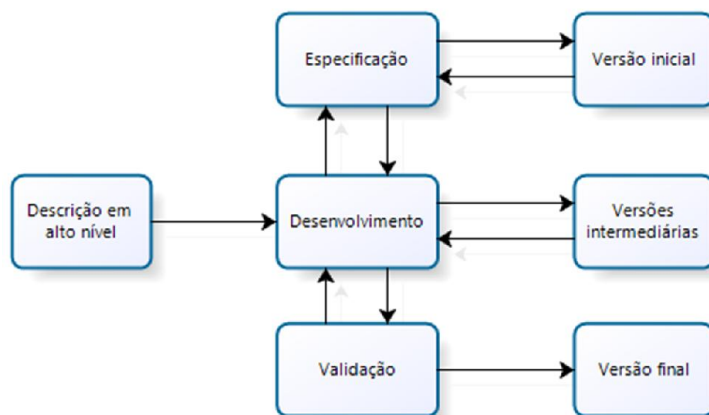 Especificação
Versão inicial
Descrição em
alto nível
Desenvolvimento
Versões
intermediárias
Validação
Versão final